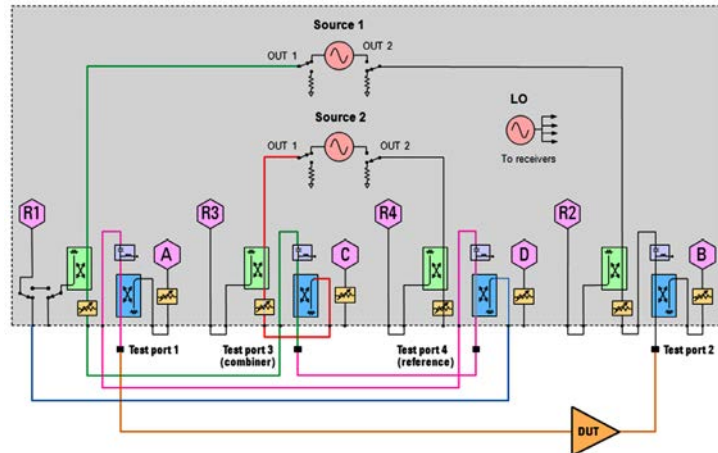 Source 1
OUT 1
OUT 2
Source 2
OUT 1
OUT 2
LO
To receivers
R1
A
R3
C
R4
D
R2
B
Test port 1
Test port 3
(combiner)
Test port 4
(reference)
Test port 2
DUT